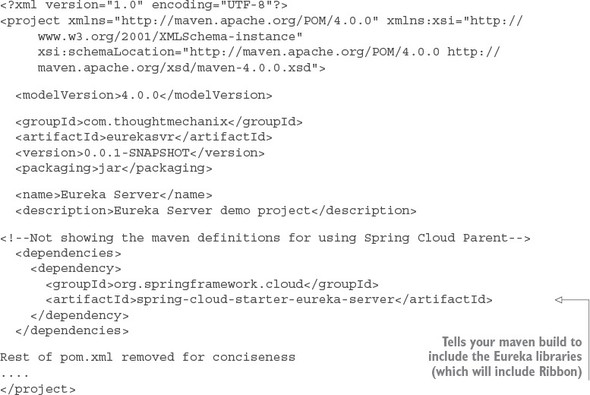 <?xml version="1.0" encoding="UTF-8"?>
<project xmlns="http://maven.apache.org/POM/4.0.0" xmlns:xsi="http://
www.w3.org/2001/XMLSchema-instance"
xsi:schemaLocation="http://maven.apache.org/POM/4.0.0 http://
maven.apache.org/xsd/maven-4.0.0.xsd">
<modelVersion>4.0.0</modelVersion>
<groupId>com.thoughtmechanix</groupId>
<artifactId>eurekasvr</artifactId>
<version>0.0.1-SNAPSHOT</version>
<packaging>jar</packaging>
<name>Eureka Server</name>
<description>Eureka Server demo project</description>
<!--Not showing the maven definitions for using Spring Cloud Parent-->
<dependencies>
<dependency>
<groupId>org.springframework.cloud</groupId>
<artifactId>spring-cloud-starter-eureka-server</artifactId>
</dependency>
</dependencies>
Tells your maven build to
include the Eureka libraries
(which will include Ribbon)
Rest of pom.xml removed for conciseness
....
</project>